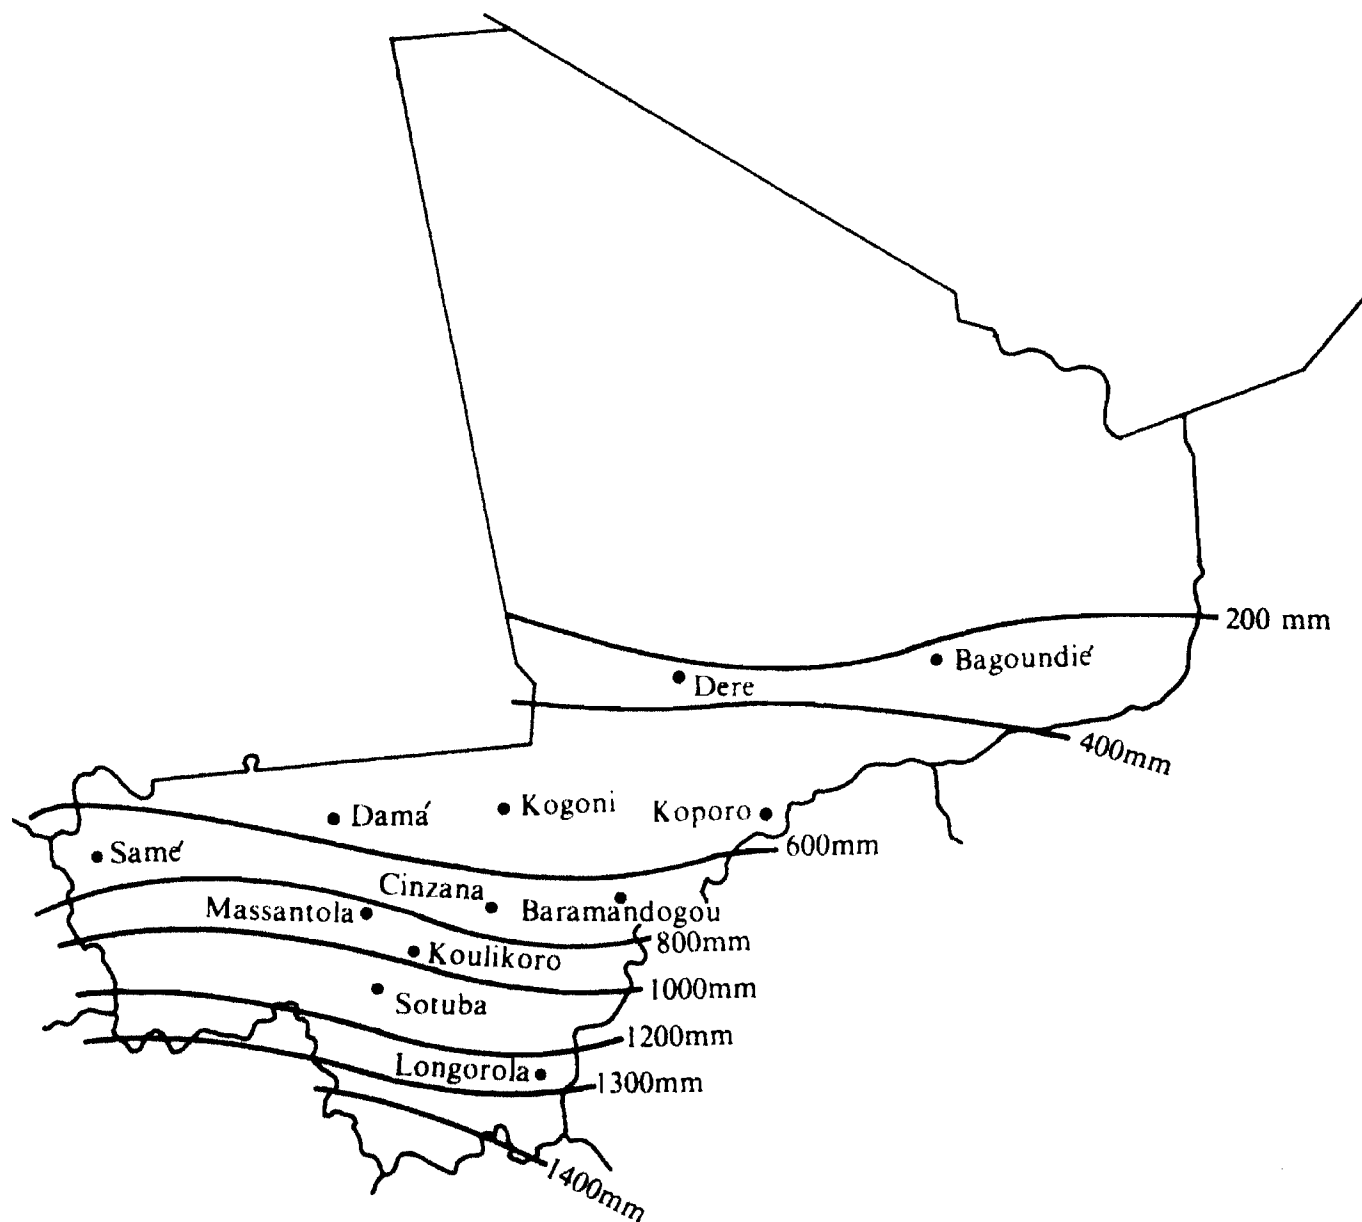 200 mm
Bagoundié
Dere
400mm
Damá
Kogoni
Koporo
600mm
Samé
Cinzana
Massantola
Baramandogou
800mm
Koulikoro
1000mm
Sotuba
1200mm
Longorola
1300mm
1400mm